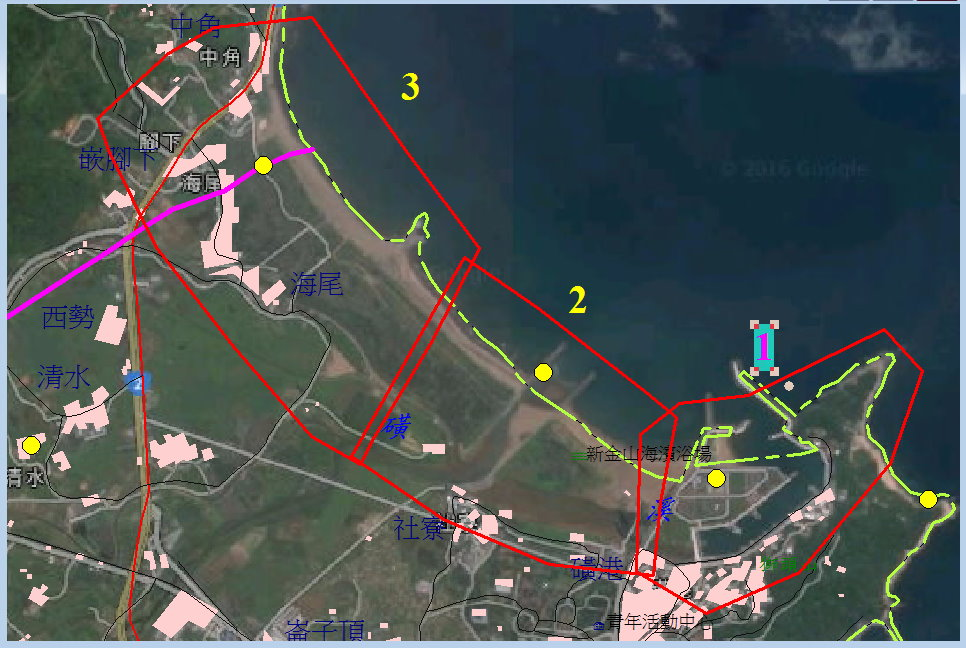 中角
中角
3
腳下
崁腳下
© 2016 Google
海尾
海尾
2
西勢
1
清水
磺
新金山海濱浴場
清水
溪
社寮
磺港
青年活動中心
崙子頂